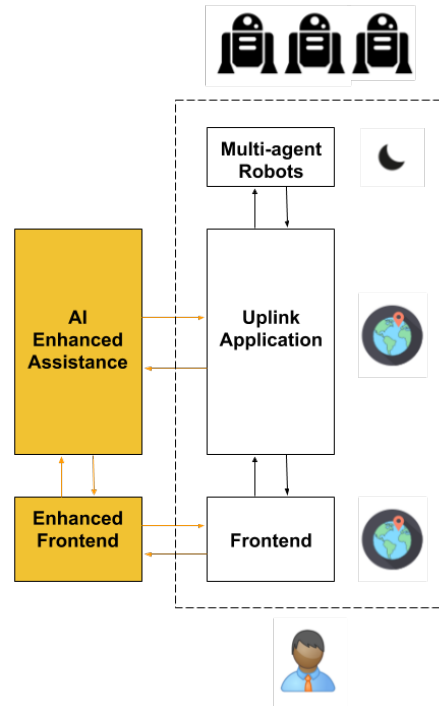 Multi-agent
Robots
AI
Enhanced
Assistance
Uplink
Application
Enhanced
Frontend
Frontend